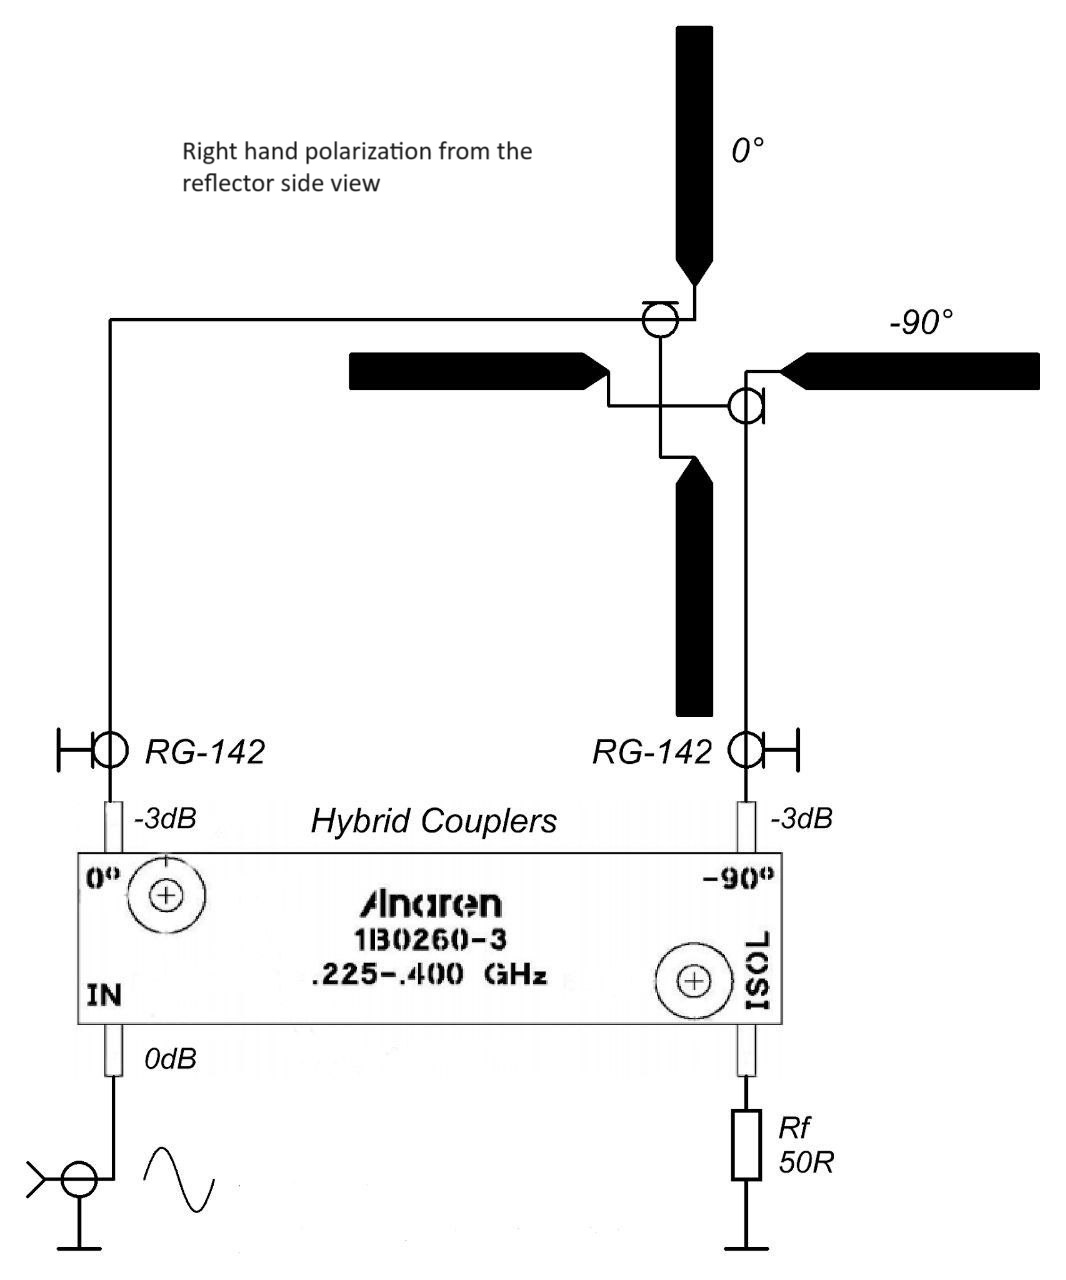 Right hand polarization from the
reflector side view
0°
-90°
RG-142
RG-142
-3dB
Hybrid Couplers
-3dB
0°
-90°
Anaren
1B0260-3
.225-.400 GHz
IN
ISOL
0dB
Rf
50R